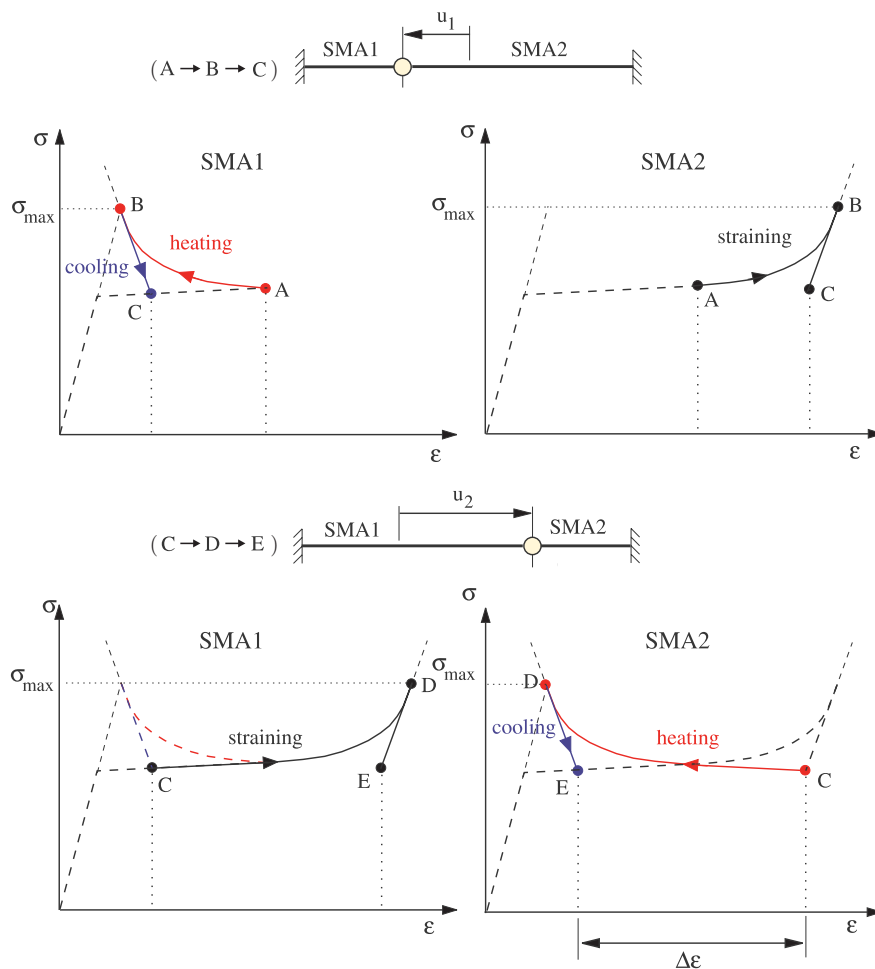 u1
SMA1 SMA2
( A → B → C )
σ SMA1
B
σmax
heating
cooling
C A
ε
σ SMA2
σmax B
straining
A C
ε
u2
SMA1 SMA2
( C → D → E )
σ SMA1
σmax D
straining
C E
ε
σ SMA2
σmax
D
cooling heating
E C
ε
Δε